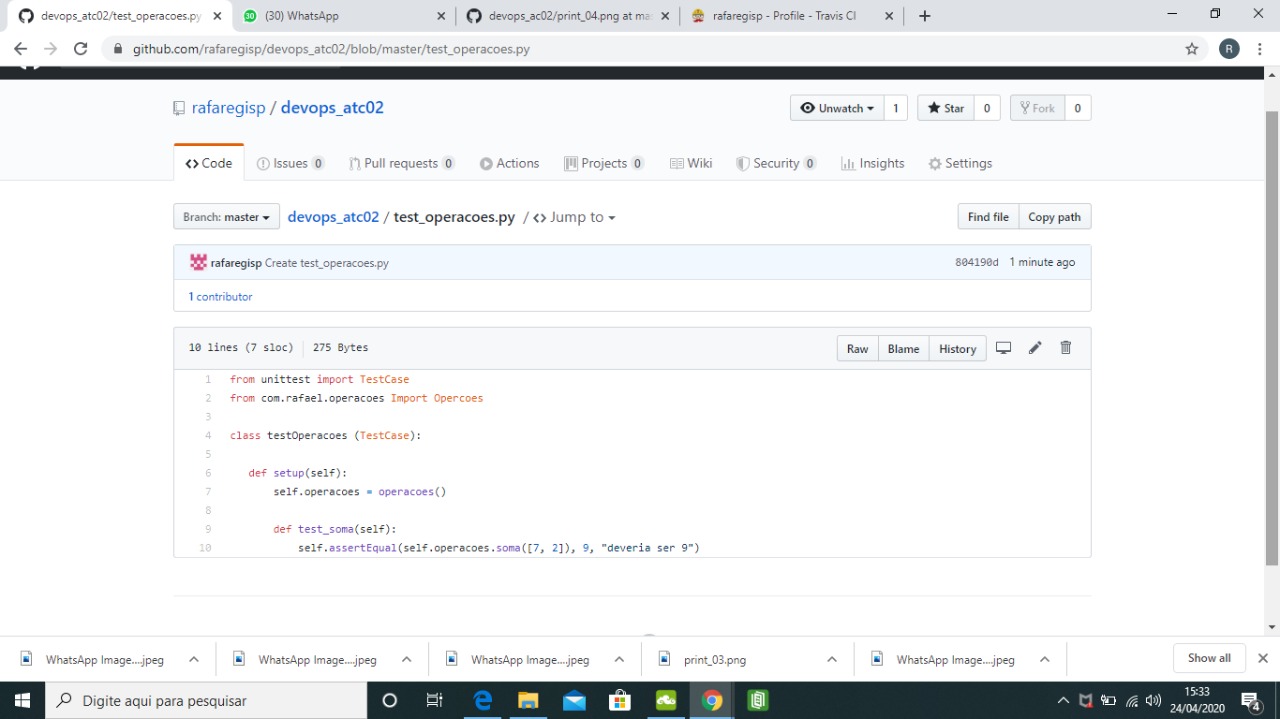 devops_atc02/test_operacoes.py
(30) WhatsApp
devops_ac02/print_04.png at mas
rafaregisp - Profile - Travis CI
github.com/rafaregisp/devops_atc02/blob/master/test_operacoes.py
R
rafaregisp / devops_atc02
Unwatch 1 Star 0 Fork 0
Code Issues 0 Pull requests 0 Actions Projects 0 Wiki Security 0 Insights Settings
Branch: master devops_atc02 / test_operacoes.py / Jump to
Find file Copy path
rafaregisp Create test_operacoes.py 804190d 1 minute ago
1 contributor
10 lines (7 sloc) 275 Bytes Raw Blame History
1 from unittest import TestCase
2 from com.rafael.operacoes Import Opercoes
3
4 class testOperacoes (TestCase):
5
6 def setup(self):
7 self.operacoes = operacoes()
8
9 def test_soma(self):
10 self.assertEqual(self.operacoes.soma([7, 2]), 9, "deveria ser 9")
WhatsApp Image....jpeg
WhatsApp Image....jpeg
WhatsApp Image....jpeg
print_03.png
WhatsApp Image....jpeg
Show all
Digite aqui para pesquisar
15:33
24/04/2020
4